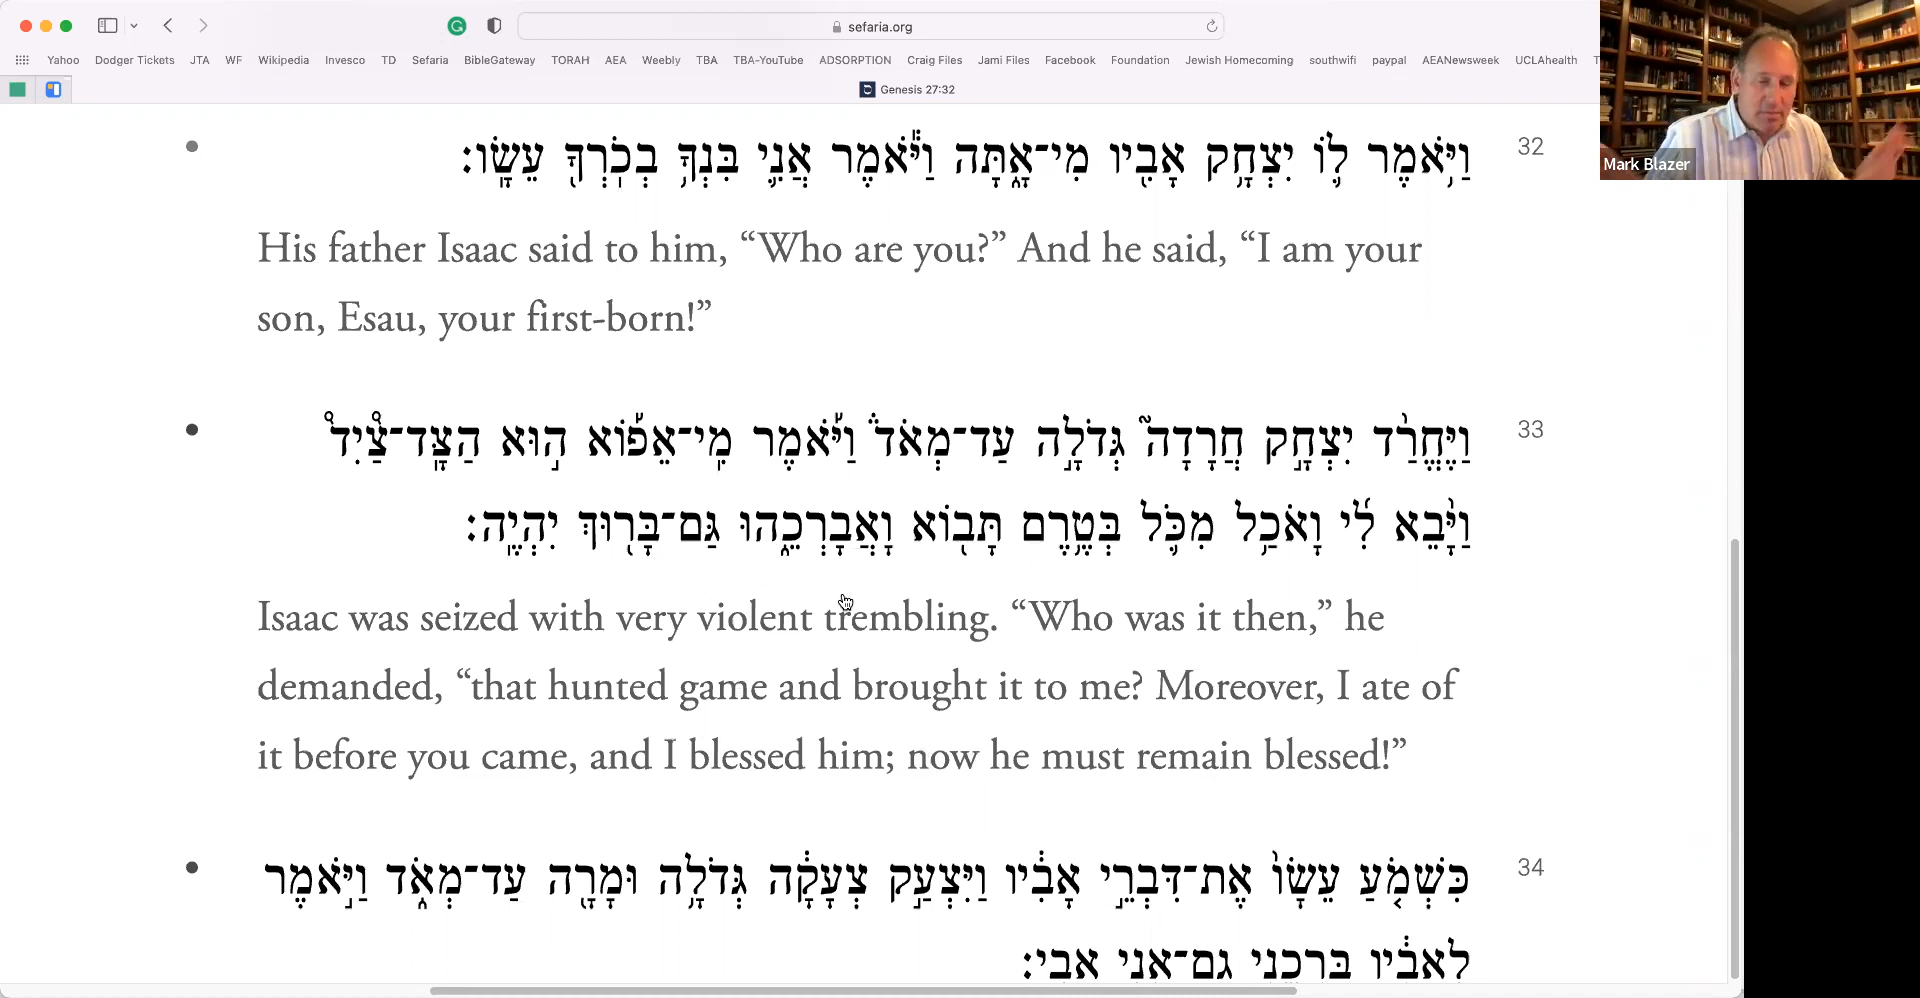 sefaria.org
Yahoo Dodger Tickets JTA WF Wikipedia Invesco TD Sefaria BibleGateway TORAH AEA Weebly TBA TBA-YouTube ADSORPTION Craig Files Jami Files Facebook Foundation Jewish Homecoming southwifi paypal AEANewsweek UCLAhealth
Genesis 27:32
Mark Blazer
32
וַיֹּ֥אמֶר ל֛וֹ יִצְחָ֥ק אָבִ֖יו מִי־אָ֑תָּה וַיֹּ֕אמֶר אֲנִ֛י בִּנְךָ֥ בְכֹֽרְךָ֖ עֵשָֽׂו׃
His father Isaac said to him, “Who are you?” And he said, “I am your
son, Esau, your first-born!”
33
וַיֶּחֱרַ֨ד יִצְחָ֣ק חֲרָדָה֮ גְּדֹלָ֣ה עַד־מְאֹד֒ וַיֹּ֡אמֶר מִֽי־אֵפ֡וֹא ה֣וּא הַצָּֽד־צַ֩יִד֩
וַיָּ֨בֵא לִ֜י וָאֹכַ֥ל מִכֹּ֛ל בְּטֶ֥רֶם תָּב֖וֹא וָאֲבָרְכֵ֑הוּ גַּם־בָּר֖וּךְ יִהְיֶֽה׃
Isaac was seized with very violent trembling. “Who was it then,” he
demanded, “that hunted game and brought it to me? Moreover, I ate of
it before you came, and I blessed him; now he must remain blessed!”
34
כִּשְׁמֹ֤עַ עֵשָׂו֙ אֶת־דִּבְרֵ֣י אָבִ֔יו וַיִּצְעַ֣ק צְעָקָ֔ה גְּדֹלָ֥ה וּמָרָ֖ה עַד־מְאֹ֑ד וַיֹּ֣אמֶר
לְאָבִ֔יו בָּרֲכֵ֥נִי גַם־אָ֖נִי אָבִֽי׃